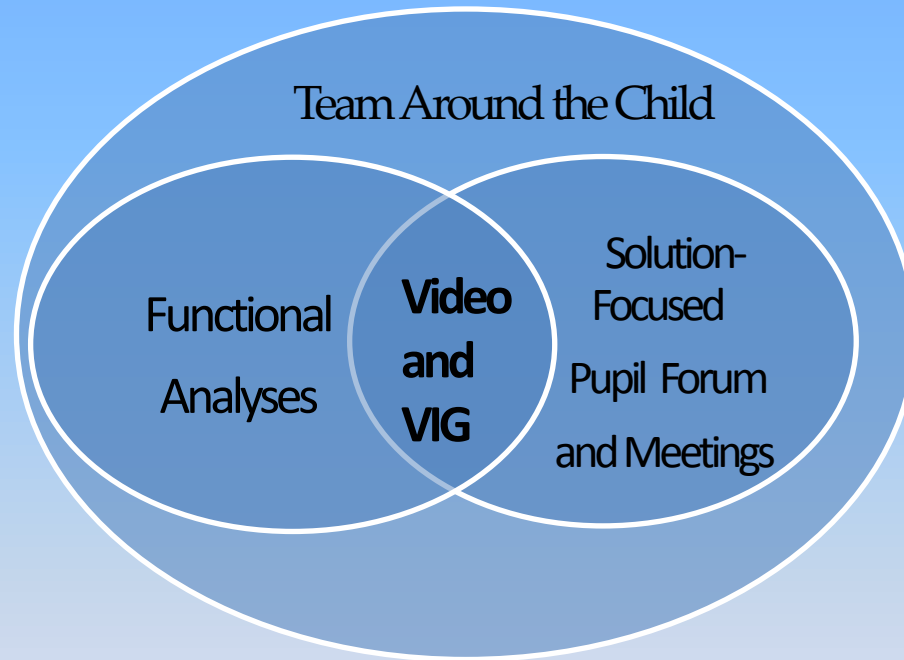 Team Around the Child
Functional
Analyses
Video
and
VIG
Solution-
Focused
Pupil Forum
and Meetings